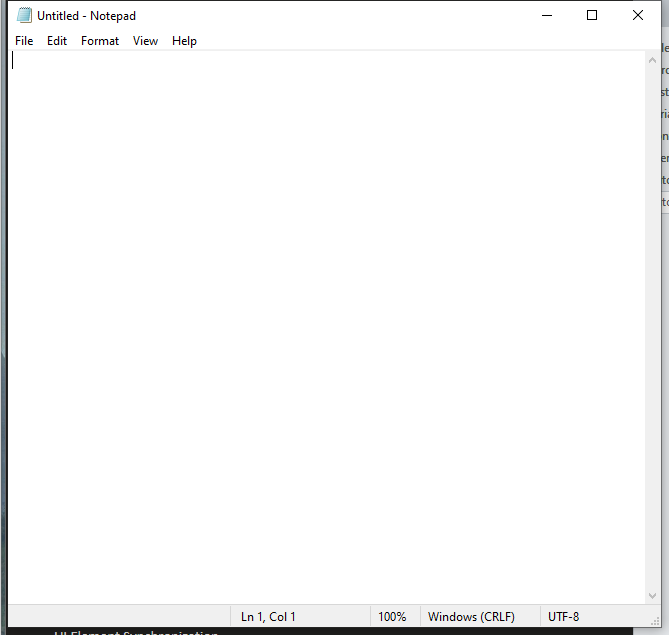 Untitled - Notepad
File Edit Format View Help
Ln 1, Col 1 100% Windows (CRLF) UTF-8
UI Element Synchronization